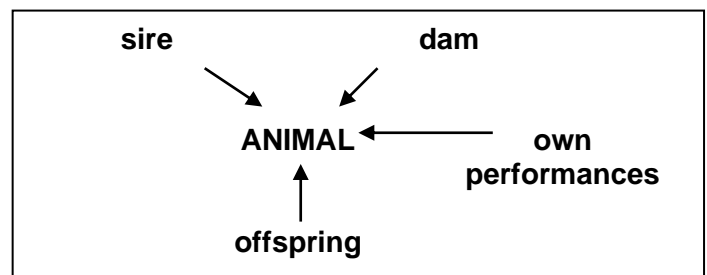 sire dam
ANIMAL own
performances
offspring